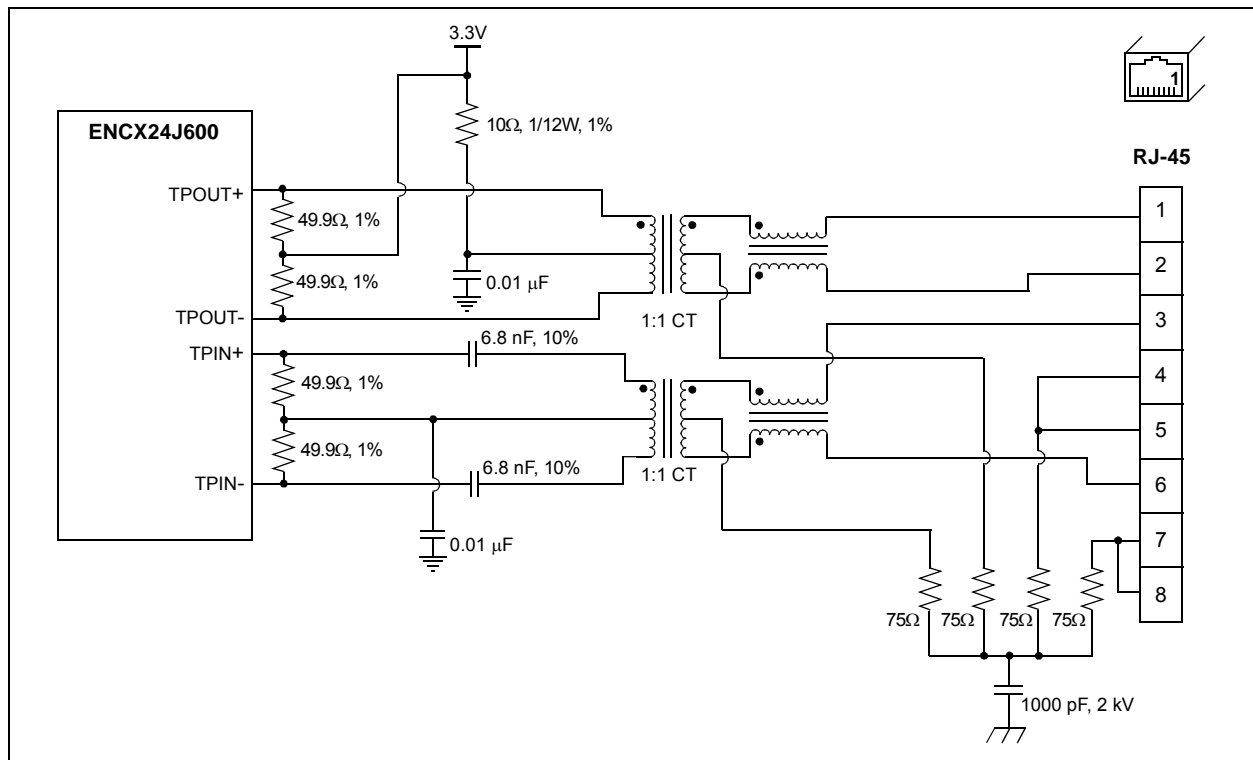 3.3V
10Ω, 1/12W, 1%
1
ENCX24J600
RJ-45
TPOUT+
49.9Ω, 1%
49.9Ω, 1%
TPOUT-
0.01 μF
1:1 CT
TPIN+
6.8 nF, 10%
49.9Ω, 1%
49.9Ω, 1%
TPIN-
6.8 nF, 10%
1:1 CT
0.01 μF
1
2
3
4
5
6
7
8
75Ω
75Ω
75Ω
75Ω
1000 pF, 2 kV